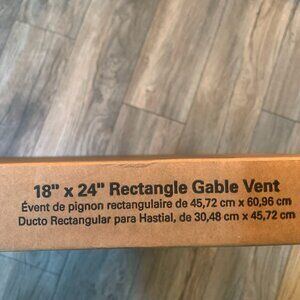 18" x 24" Rectangle Gable Vent
Évent de pignon rectangulaire de 45,72 cm x 60,96 cm
Ducto Rectangular para Hastial, de 30,48 cm x 45,72 cm